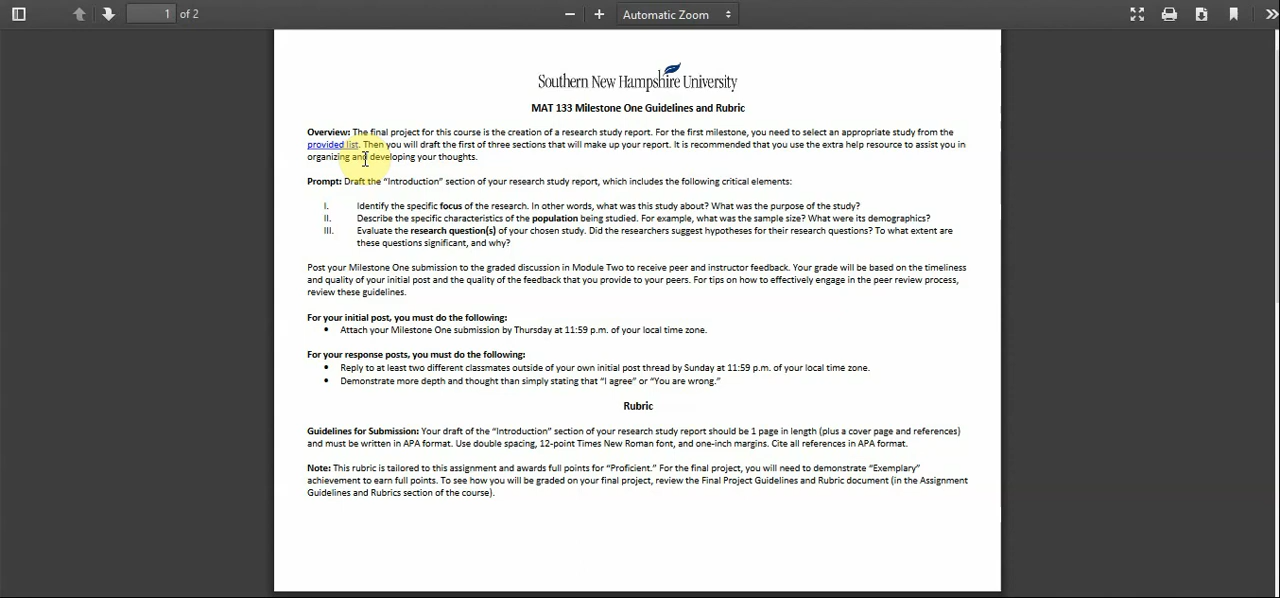 1 of 2
Automatic Zoom
Southern New Hampshire University
MAT 133 Milestone One Guidelines and Rubric
Overview: The final project for this course is the creation of a research study report. For the first milestone, you need to select an appropriate study from the
provided list. Then you will draft the first of three sections that will make up your report. It is recommended that you use the extra help resource to assist you in
organizing and developing your thoughts.
Prompt: Draft the “Introduction” section of your research study report, which includes the following critical elements:
I. Identify the specific focus of the research. In other words, what was this study about? What was the purpose of the study?
II. Describe the specific characteristics of the population being studied. For example, what was the sample size? What were its demographics?
III. Evaluate the research question(s) of your chosen study. Did the researchers suggest hypotheses for their research questions? To what extent are
these questions significant, and why?
Post your Milestone One submission to the graded discussion in Module Two to receive peer and instructor feedback. Your grade will be based on the timeliness
and quality of your initial post and the quality of the feedback that you provide to your peers. For tips on how to effectively engage in the peer review process,
review these guidelines.
For your initial post, you must do the following:
• Attach your Milestone One submission by Thursday at 11:59 p.m. of your local time zone.
For your response posts, you must do the following:
• Reply to at least two different classmates outside of your own initial post thread by Sunday at 11:59 p.m. of your local time zone.
• Demonstrate more depth and thought than simply stating that “I agree” or “You are wrong.”
Rubric
Guidelines for Submission: Your draft of the “Introduction” section of your research study report should be 1 page in length (plus a cover page and references)
and must be written in APA format. Use double spacing, 12-point Times New Roman font, and one-inch margins. Cite all references in APA format.
Note: This rubric is tailored to this assignment and awards full points for “Proficient.” For the final project, you will need to demonstrate “Exemplary”
achievement to earn full points. To see how you will be graded on your final project, review the Final Project Guidelines and Rubric document (in the Assignment
Guidelines and Rubrics section of the course).